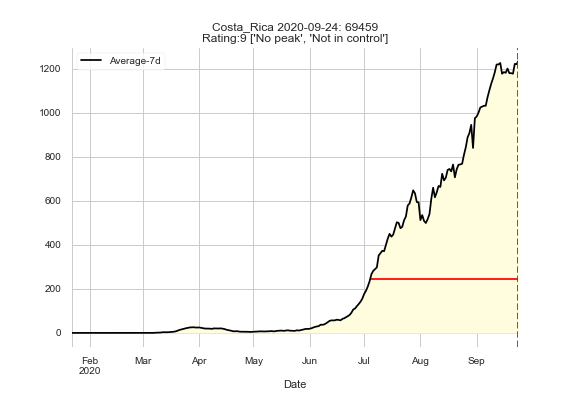 Costa_Rica 2020-09-24: 69459
Rating:9 ['No peak', 'Not in control']
Average-7d
1200
1000
800
600
400
200
0
Feb Mar Apr May Jun Jul Aug Sep
2020
Date